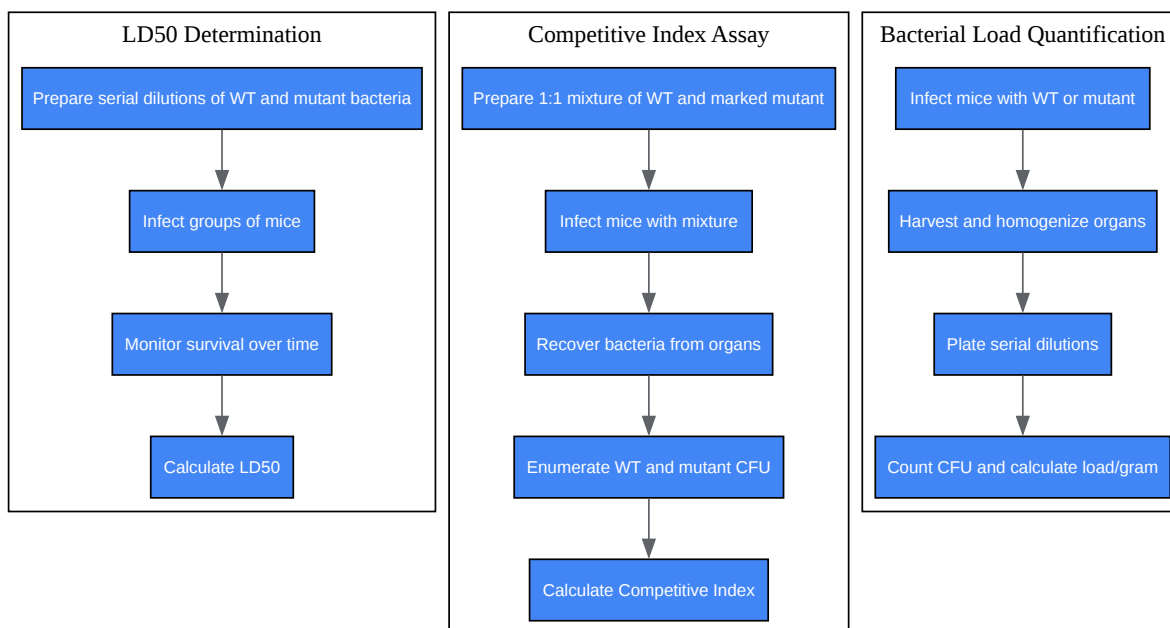 LD50 Determination
Prepare serial dilutions of WT and mutant bacteria
Infect groups of mice
Monitor survival over time
Calculate LD50
Competitive Index Assay
Prepare 1:1 mixture of WT and marked mutant
Infect mice with mixture
Recover bacteria from organs
Enumerate WT and mutant CFU
Calculate Competitive Index
Bacterial Load Quantification
Infect mice with WT or mutant
Harvest and homogenize organs
Plate serial dilutions
Count CFU and calculate load/gram